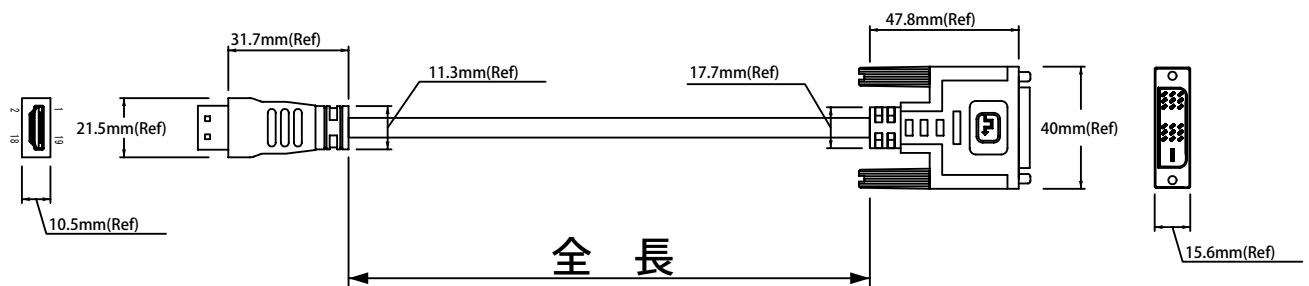 47.8mm(Ref)
31.7mm(Ref)
11.3mm(Ref)
17.7mm(Ref)
2 1
18 19
21.5mm(Ref)
40mm(Ref)
10.5mm(Ref)
全 長
15.6mm(Ref)